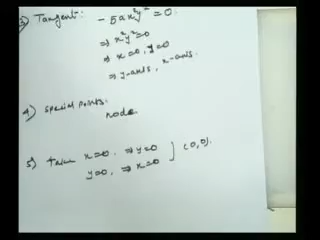 3) Tangent: - 5ax²y² = 0.
⇒ x²y² = 0
⇒ x = 0, y = 0
⇒ y-axis, x-axis.
4) special points.
node
5) Take x = 0. ⇒ y = 0
y = 0, ⇒ x = 0 ] (0,0).